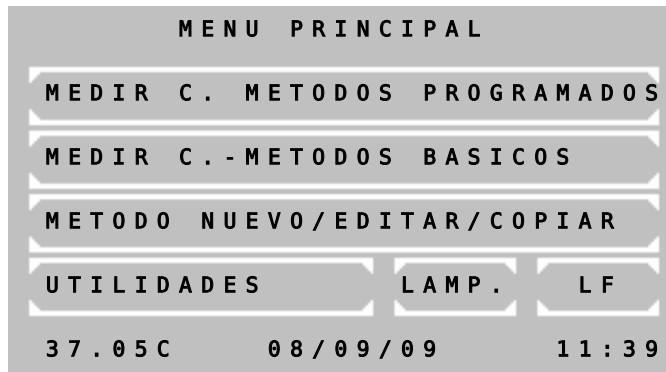 MENU PRINCIPAL
MEDIR C. METODOS PROGRAMADOS
MEDIR C.-METODOS BASICOS
METODO NUEVO/EDITAR/COPIAR
UTILIDADES LAMP. LF
37.05C 08/09/09 11:39